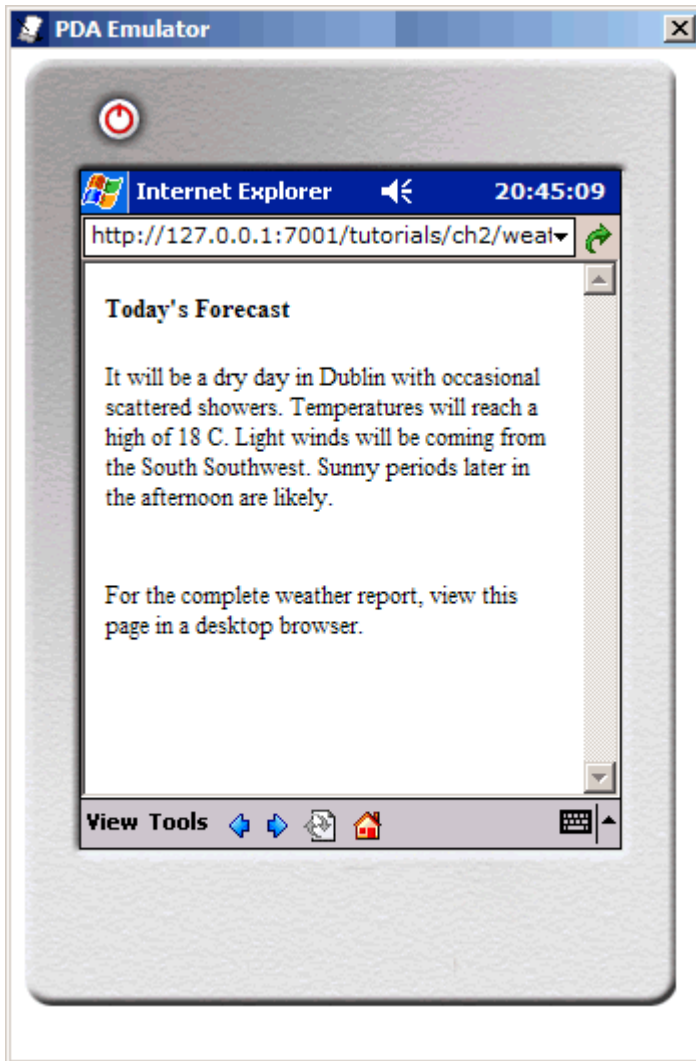 PDA Emulator
Internet Explorer 20:45:09
http://127.0.0.1:7001/tutorials/ch2/weat
Today's Forecast
It will be a dry day in Dublin with occasional
scattered showers. Temperatures will reach a
high of 18 C. Light winds will be coming from
the South Southwest. Sunny periods later in
the afternoon are likely.
For the complete weather report, view this
page in a desktop browser.
View Tools